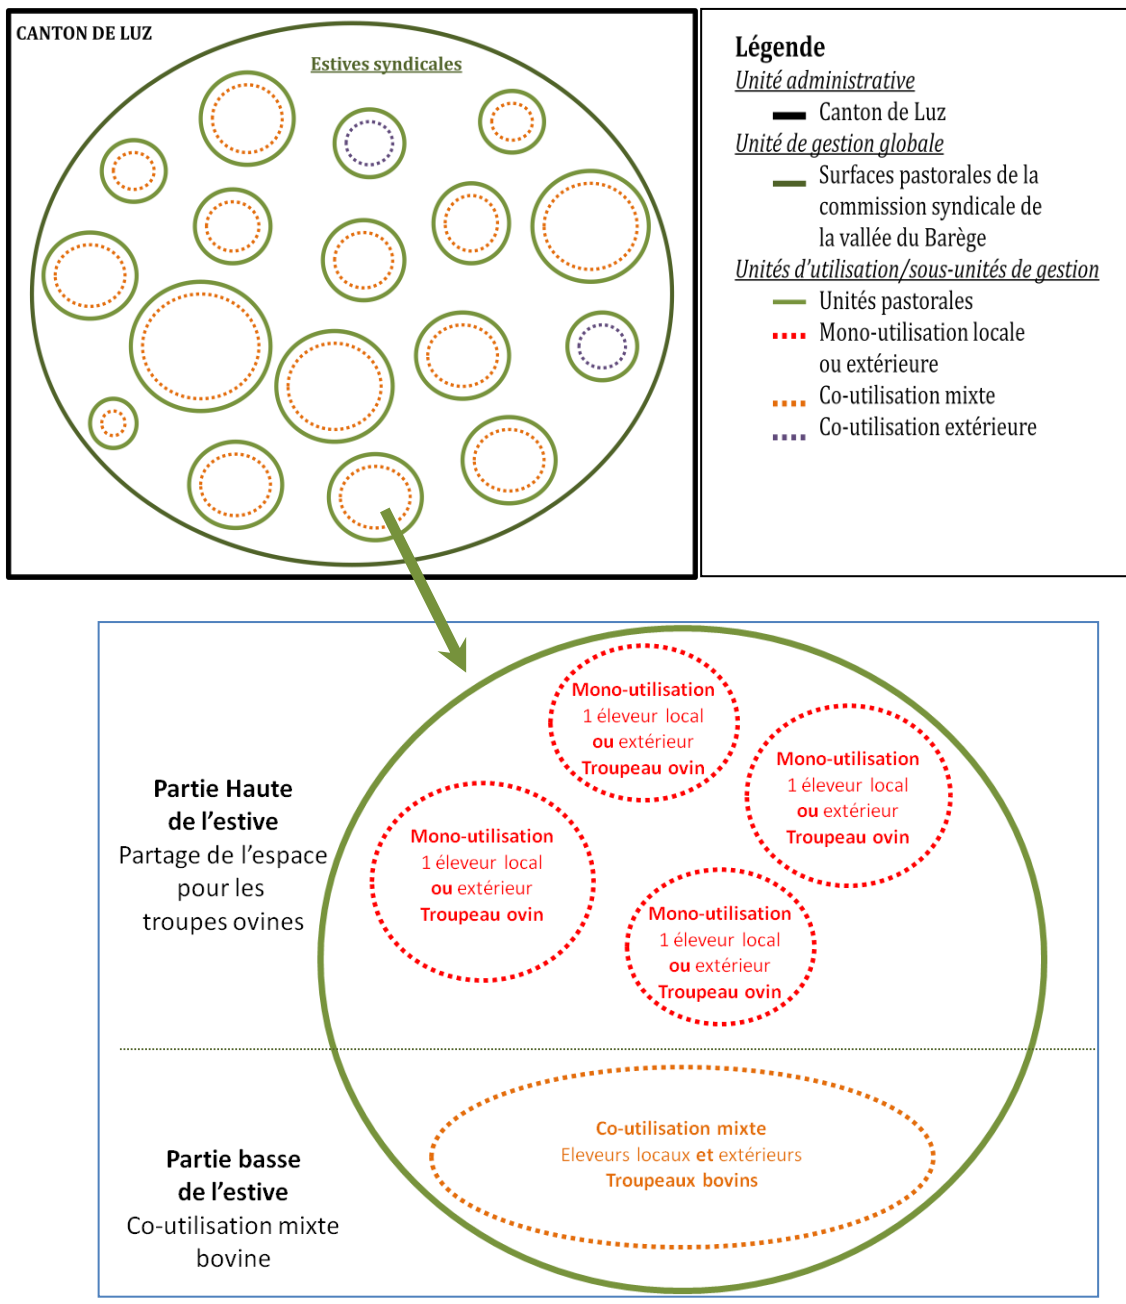 CANTON DE LUZ
Estives syndicales
Légende
Unité administrative
Canton de Luz
Unité de gestion globale
Surfaces pastorales de la
commission syndicale de
la vallée du Barège
Unités d'utilisation/sous-unités de gestion
Unités pastorales
Mono-utilisation locale
ou extérieure
Co-utilisation mixte
Co-utilisation extérieure
Partie Haute
de l'estive
Partage de l'espace
pour les
troupes ovines
Mono-utilisation
1 éleveur local
ou extérieur
Troupeau ovin
Mono-utilisation
1 éleveur local
ou extérieur
Troupeau ovin
Mono-utilisation
1 éleveur local
ou extérieur
Troupeau ovin
Mono-utilisation
1 éleveur local
ou extérieur
Troupeau ovin
Partie basse
de l'estive
Co-utilisation mixte
bovine
Co-utilisation mixte
Eleveurs locaux et extérieurs
Troupeaux bovins